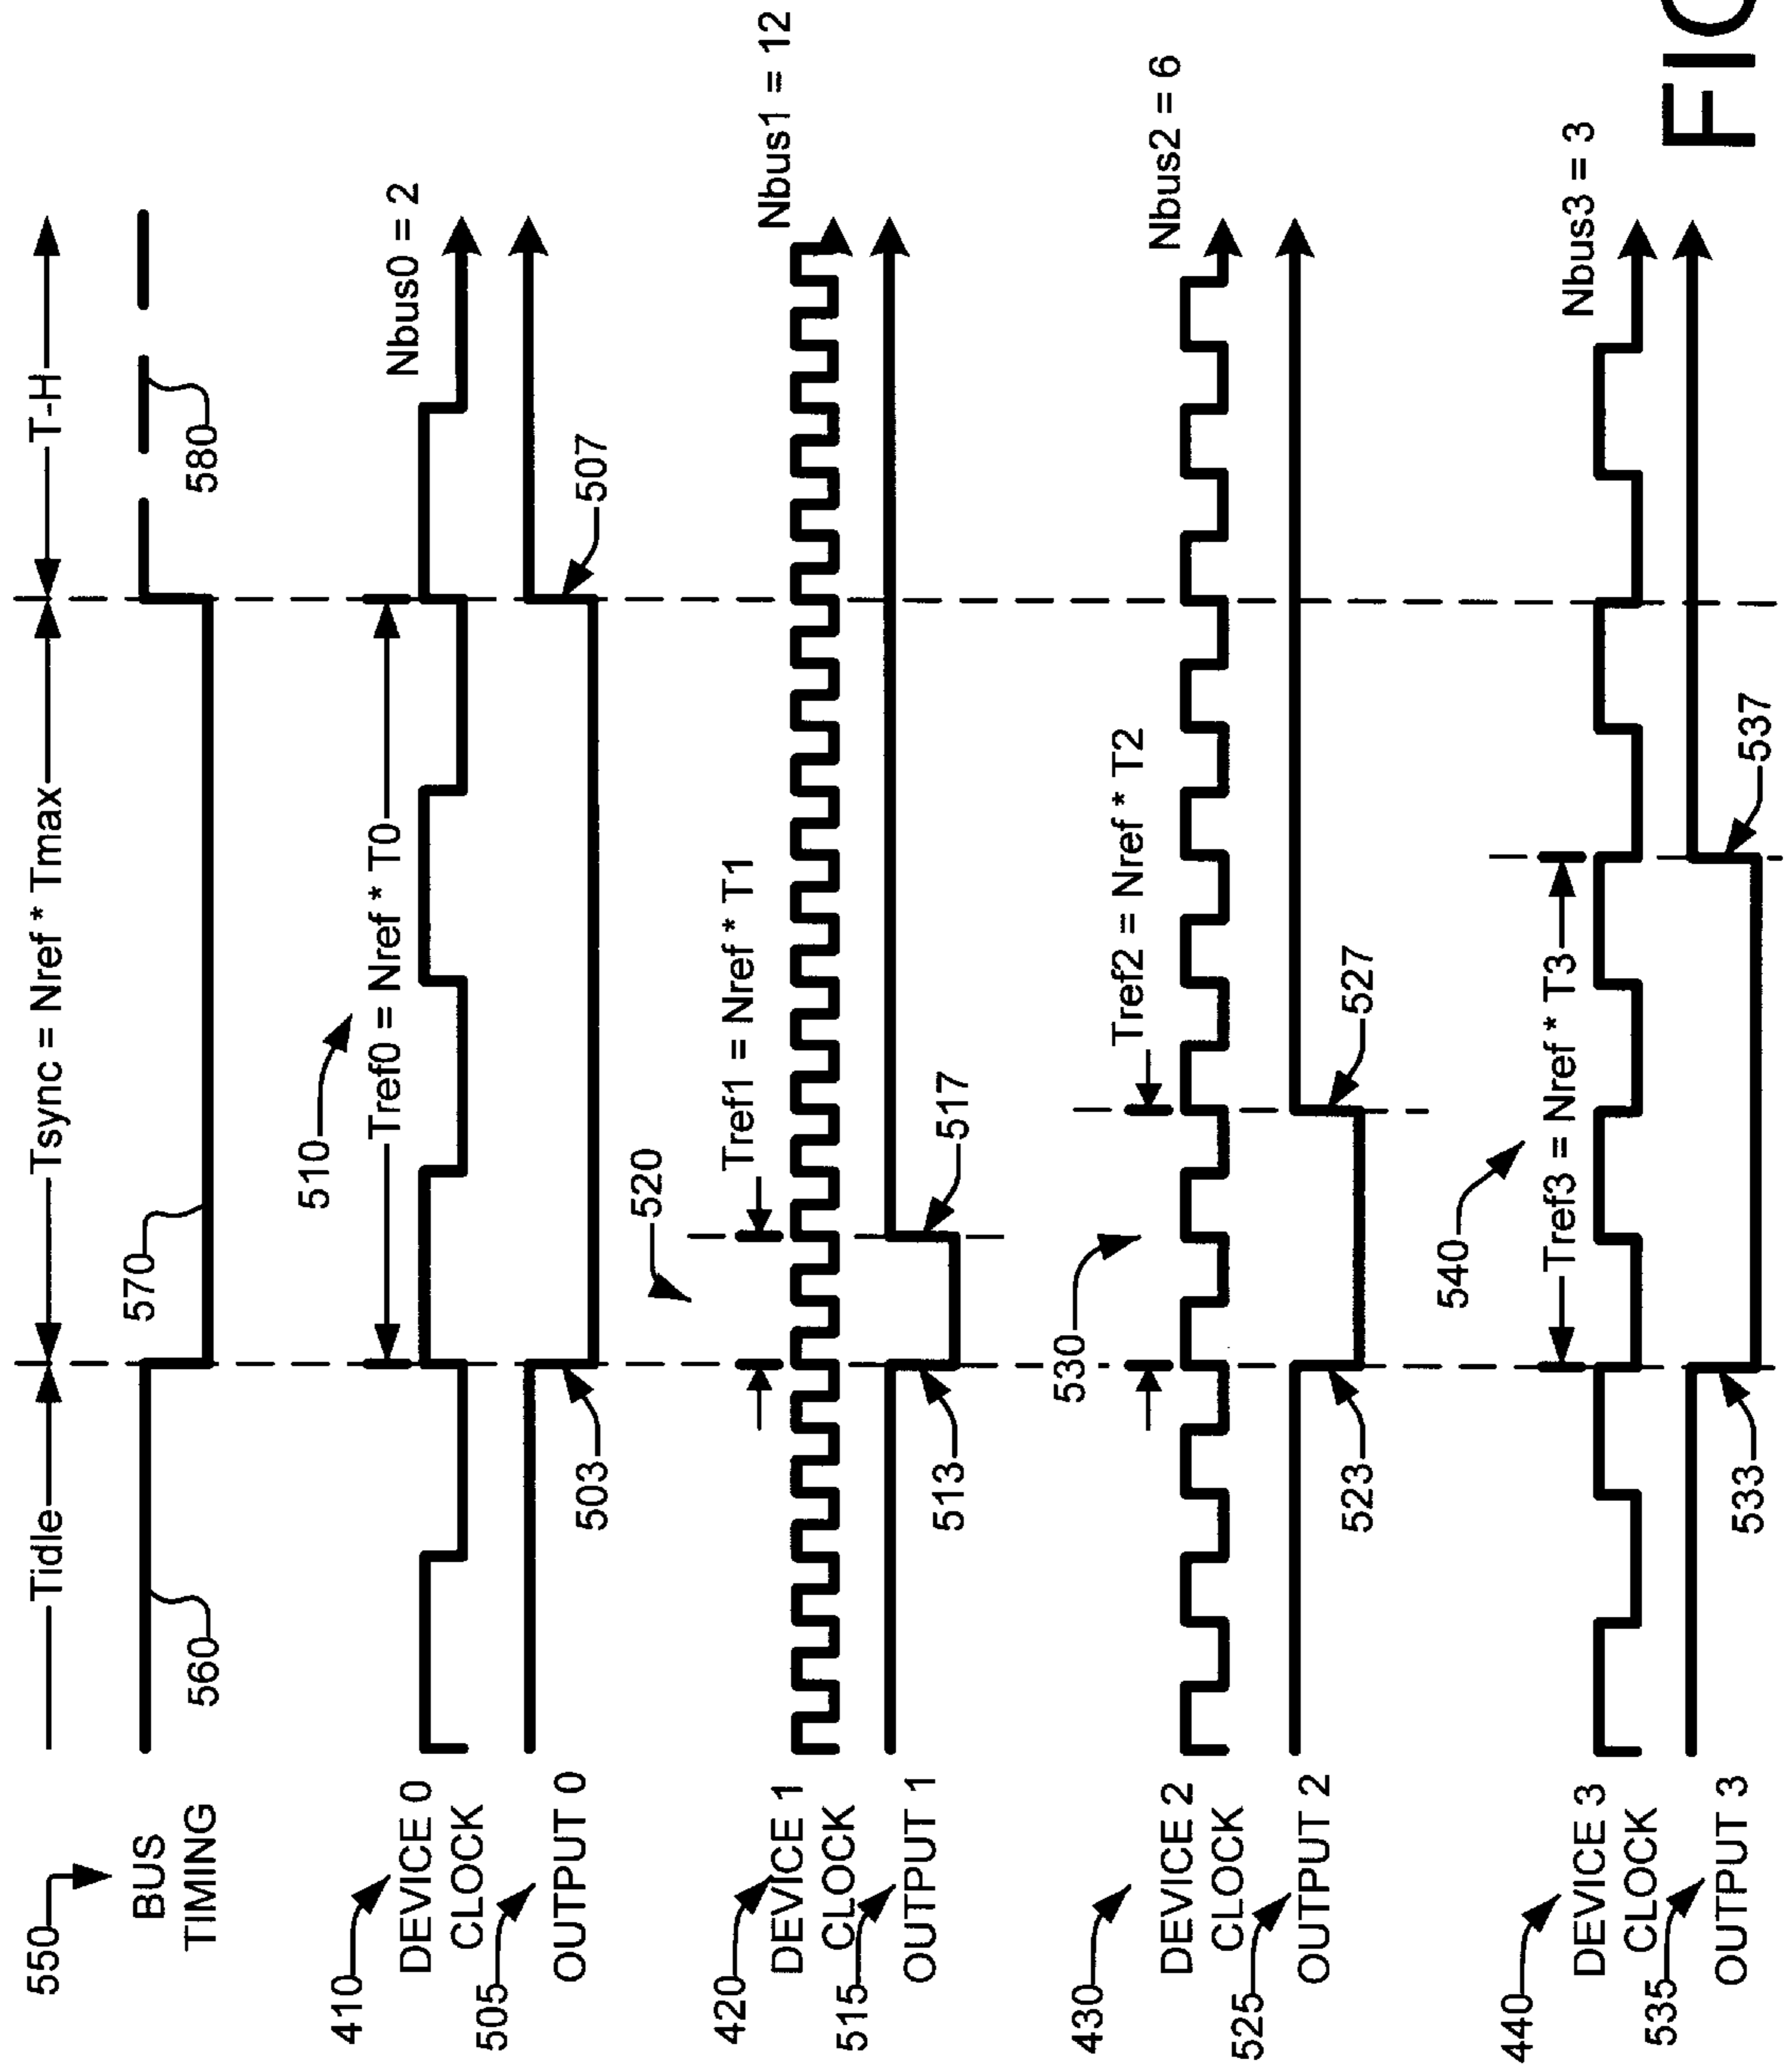 550
Tidle
Tsync = Nref * Tmax
T-H
BUS
TIMING
560
570
580
410
DEVICE 0
CLOCK
510
Tref0 = Nref * T0
Nbus0 = 2
505
OUTPUT 0
503
507
420
DEVICE 1
CLOCK
520
Tref1 = Nref * T1
Nbus1 = 12
515
OUTPUT 1
513
517
430
DEVICE 2
CLOCK
530
Tref2 = Nref * T2
Nbus2 = 6
525
OUTPUT 2
523
527
440
DEVICE 3
CLOCK
540
Tref3 = Nref * T3
Nbus3 = 3
535
OUTPUT 3
533
537